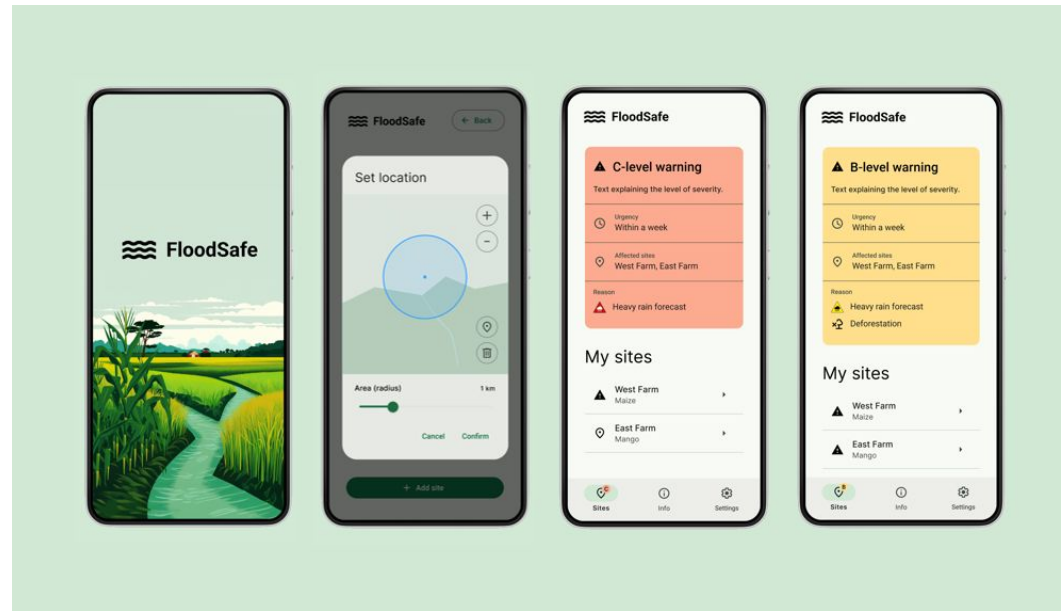 FloodSafe
FloodSafe
← Back
Set location
+
−
Area (radius) 1 km
Cancel Confirm
+ Add site
FloodSafe
C-level warning
Text explaining the level of severity.
Urgency
Within a week
Affected sites
West Farm, East Farm
Reason
Heavy rain forecast
My sites
West Farm
Maize
East Farm
Mango
C
Sites Info Settings
FloodSafe
B-level warning
Text explaining the level of severity.
Urgency
Within a week
Affected sites
West Farm, East Farm
Reason
Heavy rain forecast
Deforestation
My sites
West Farm
Maize
East Farm
Mango
B
Sites Info Settings